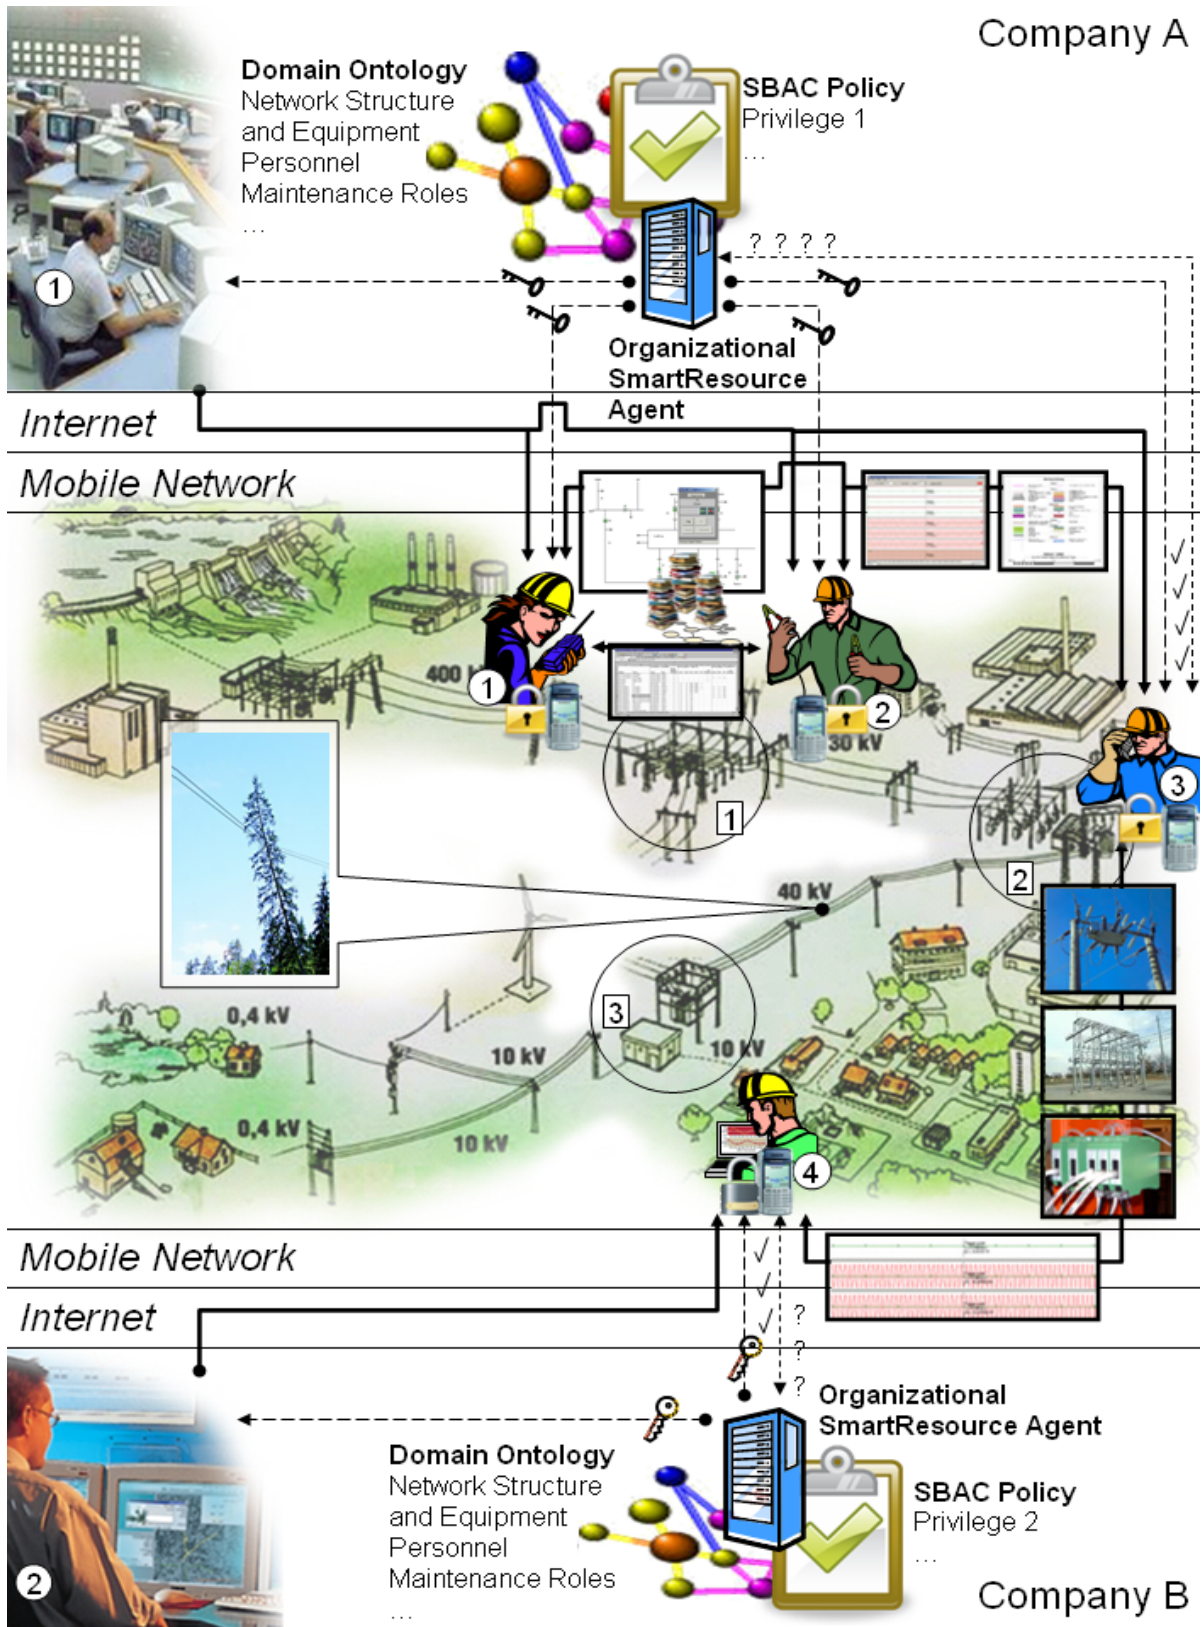 Company A
Domain Ontology
Network Structure
and Equipment
Personnel
Maintenance Roles
...
SBAC Policy
Privilege 1
...
? ? ? ?
1
Organizational
SmartResource
Agent
Internet
Mobile Network
✓
✓
✓
✓
400
1
2
30 kV
3
1
2
40 kV
3
0,4 kV
10 kV
10 kV
0,4 kV
10 kV
4
Mobile Network
✓
✓
Internet
✓ ?
?
?
Organizational
SmartResource Agent
Domain Ontology
Network Structure
and Equipment
Personnel
Maintenance Roles
...
SBAC Policy
Privilege 2
...
2
Company B